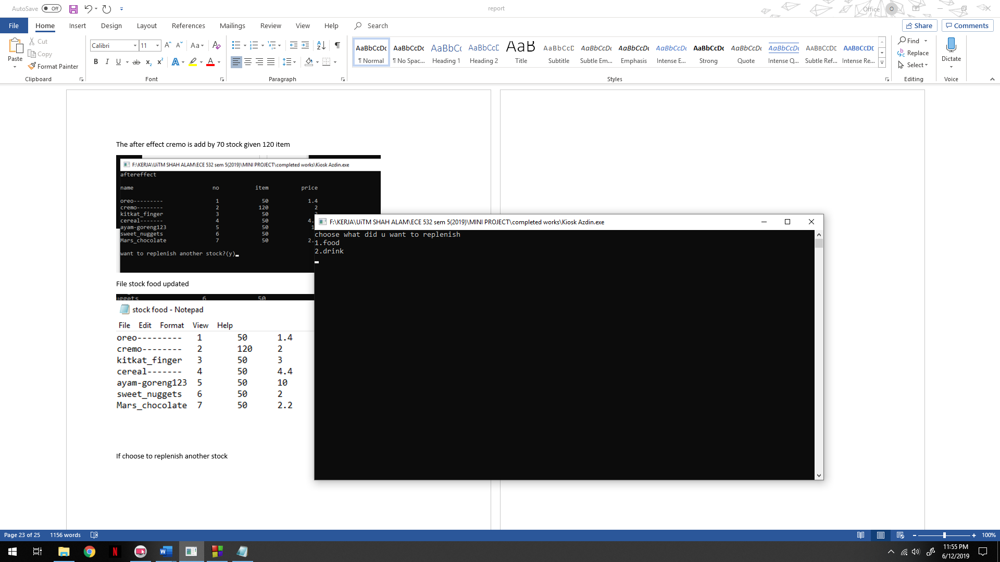 AutoSave Off report Office O
File Home Insert Design Layout References Mailings Review View Help Search Share Comments
Paste Cut Copy Format Painter
Clipboard
Calibri 11 Aa
B I U ab x₂ x² A A
Font
Paragraph
AaBbCcDc AaBbCcDc AaBbCc AaBbCcD AaB AaBbCcD AaBbCcDc AaBbCcDc AaBbCcDc AaBbCcDc AaBbCcDc AaBbCcDc AABBCCDE AABBCCDE
¶ Normal ¶ No Spac... Heading 1 Heading 2 Title Subtitle Subtle Em... Emphasis Intense E... Strong Quote Intense Q... Subtle Ref... Intense Re...
Styles
Find
Replace
Select
Editing
Dictate
Voice
The after effect cremo is add by 70 stock given 120 item
F:\KERJA\UiTM SHAH ALAM\ECE 532 sem 5(2019)\MINI PROJECT\completed works\Kiosk Azdin.exe
aftereffect
name no item price
oreo--------- 1 50 1.4
cremo-------- 2 120 2
kitkat_finger 3 50
cereal------- 4 50 4.
ayam-goreng123 5 50 1
sweet_nuggets 6 50
Mars_chocolate 7 50 2.
want to replenish another stock?(y)
File stock food updated
uggets 6 50
stock food - Notepad
File Edit Format View Help
oreo--------- 1 50 1.4
cremo-------- 2 120 2
kitkat_finger 3 50 3
cereal------- 4 50 4.4
ayam-goreng123 5 50 10
sweet_nuggets 6 50 2
Mars_chocolate 7 50 2.2
If choose to replenish another stock
F:\KERJA\UiTM SHAH ALAM\ECE 532 sem 5(2019)\MINI PROJECT\completed works\Kiosk Azdin.exe
choose what did u want to replenish
1.food
2.drink
Page 23 of 25 1156 words 100%
11:55 PM
6/12/2019